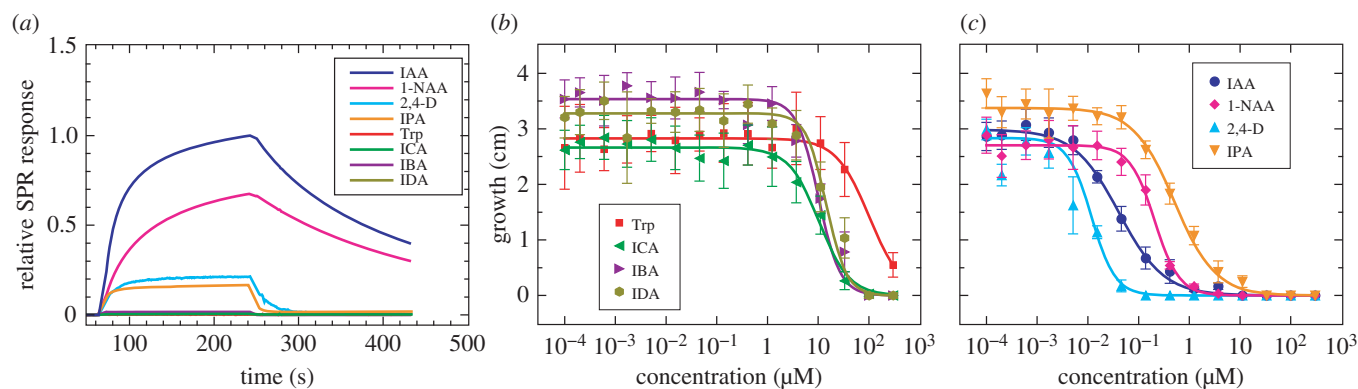 (a)
relative SPR response
1.5
1.0
0.5
0
100
200
300
400
500
time (s)
IAA
1-NAA
2,4-D
IPA
Trp
ICA
IBA
IDA
(b)
growth (cm)
4
3
2
1
0
10⁻⁴
10⁻³
10⁻²
10⁻¹
1
10
10²
10³
concentration (µM)
Trp
ICA
IBA
IDA
(c)
10⁻⁴
10⁻³
10⁻²
10⁻¹
1
10
10²
10³
concentration (µM)
IAA
1-NAA
2,4-D
IPA